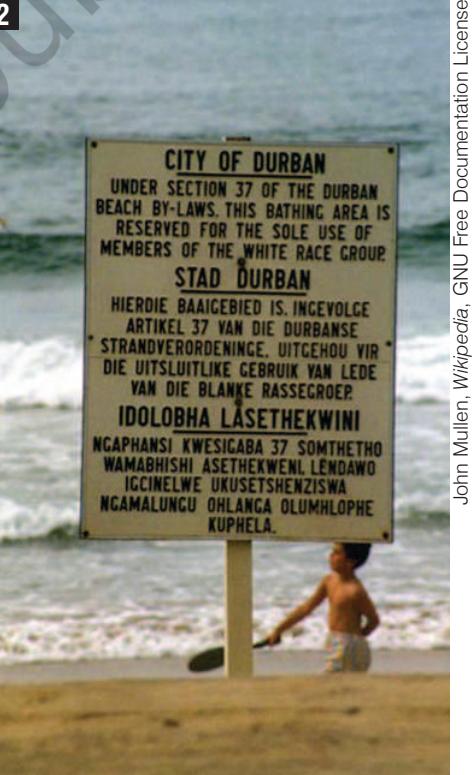 2
CITY OF DURBAN
UNDER SECTION 37 OF THE DURBAN
BEACH BY-LAWS. THIS BATHING AREA IS
RESERVED FOR THE SOLE USE OF
MEMBERS OF THE WHITE RACE GROUP.
STAD DURBAN
HIERDIE BAAIGEBIED IS, INGEVOLGE
ARTIKEL 37 VAN DIE DURBANSE
STRANDVERORDENINGE, UITGEHOU VIR
DIE UITSLUITLIKE GEBRUIK VAN LEDE
VAN DIE BLANKE RASSEGROEP.
IDOLOBHA LASETHEKWINI
NGAPHANSI KWESIGABA 37 SOMTHETHO
WAMABHISHI ASETHEKWENI, LENDAWO
IGCINELWE UKUSETSHENZISWA
NGAMALUNGU OHLANGA OLUMHLOPHE
KUPHELA.
John Mullen, Wikipedia, GNU Free Documentation License